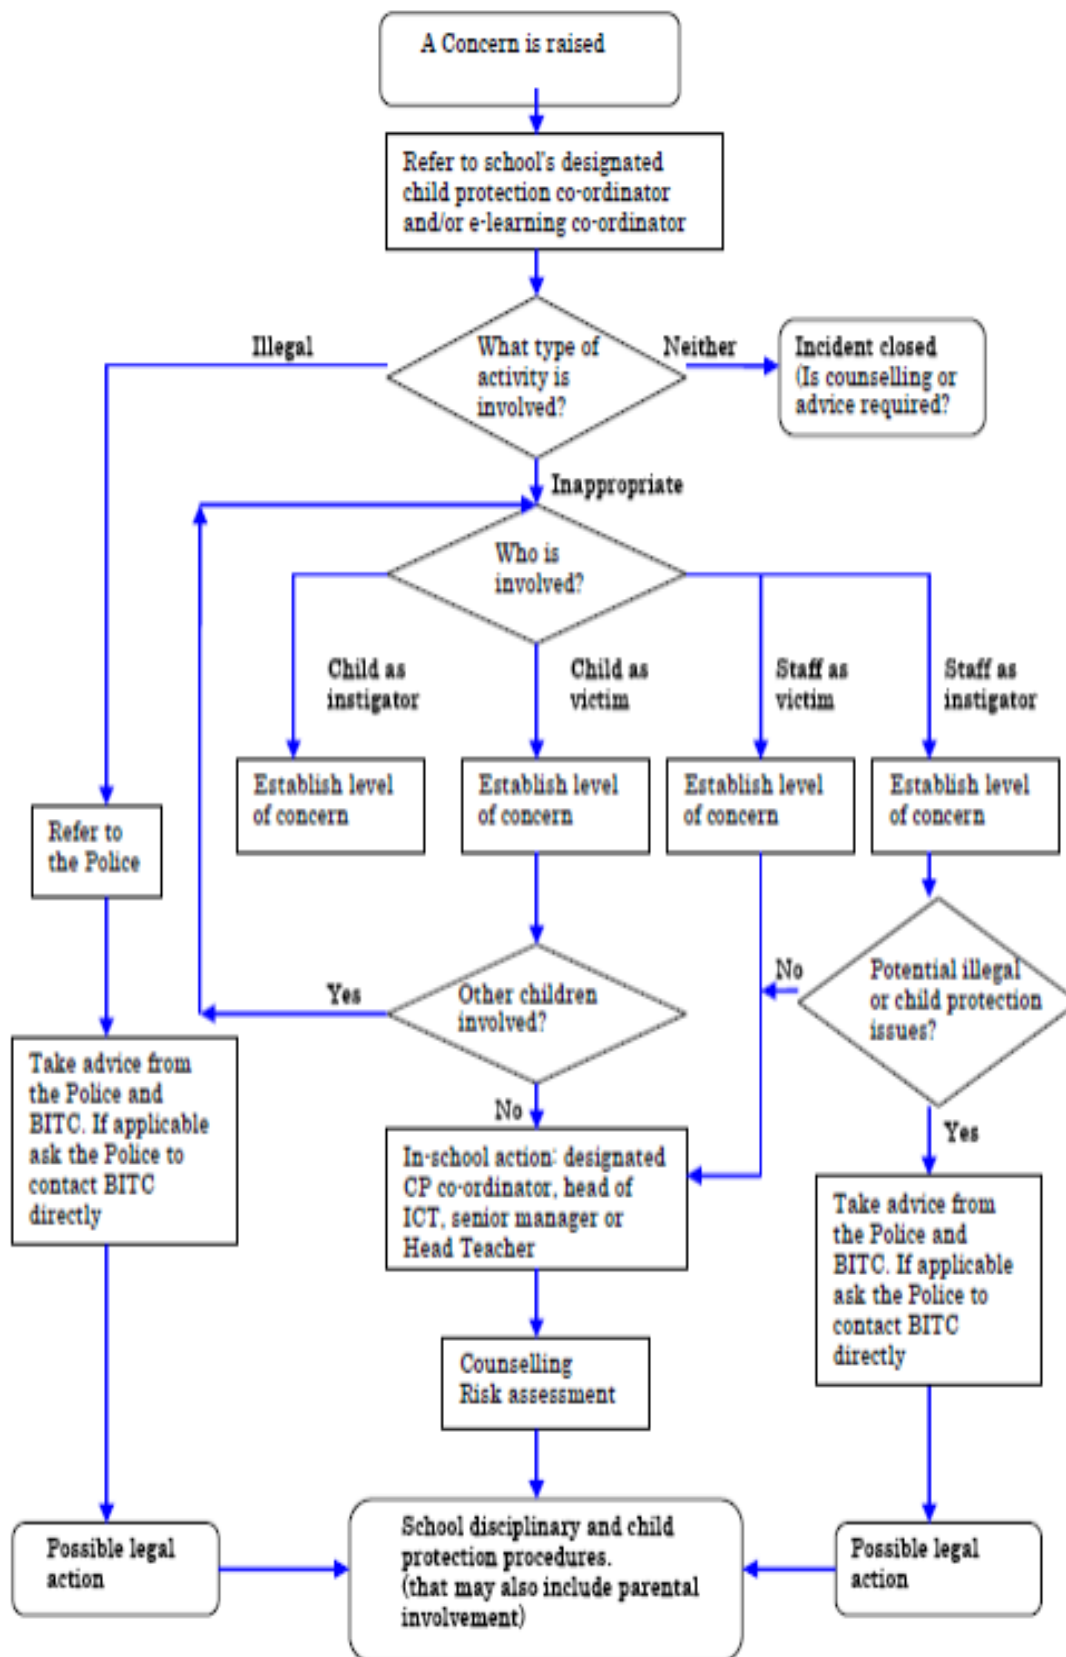 A Concern is raised
Refer to school's designated
child protection co-ordinator
and/or e-learning co-ordinator
Illegal
What type of
activity is
involved?
Neither
Incident closed
(Is counselling or
advice required?
Inappropriate
Who is
involved?
Child as
instigator
Child as
victim
Staff as
victim
Staff as
instigator
Establish level
of concern
Establish level
of concern
Establish level
of concern
Establish level
of concern
Refer to
the Police
Yes
Other children
involved?
No
Potential illegal
or child protection
issues?
Take advice from
the Police and
BITC. If applicable
ask the Police to
contact BITC
directly
No
Yes
In-school action: designated
CP co-ordinator, head of
ICT, senior manager or
Head Teacher
Take advice from
the Police and
BITC. If applicable
ask the Police to
contact BITC
directly
Counselling
Risk assessment
Possible legal
action
School disciplinary and child
protection procedures.
(that may also include parental
involvement)
Possible legal
action